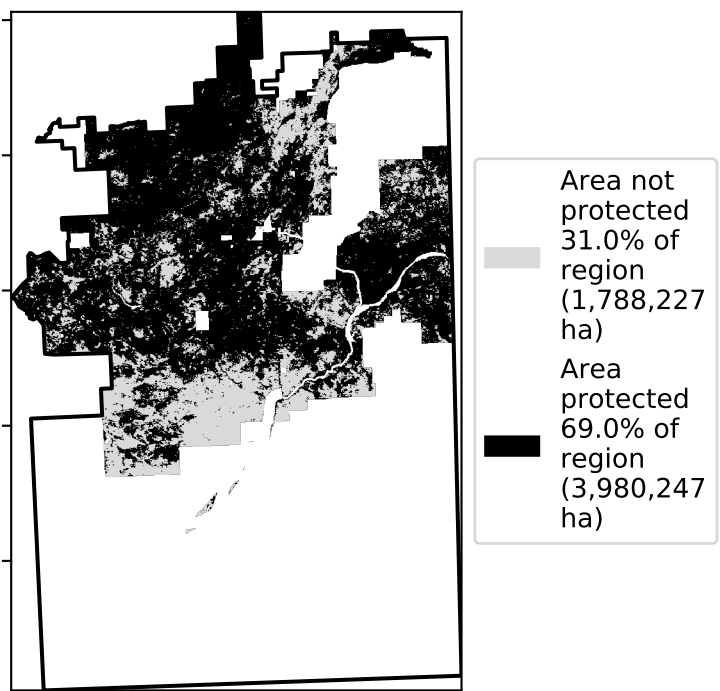 Area not
protected
31.0% of
region
(1,788,227
ha)
Area
protected
69.0% of
region
(3,980,247
ha)